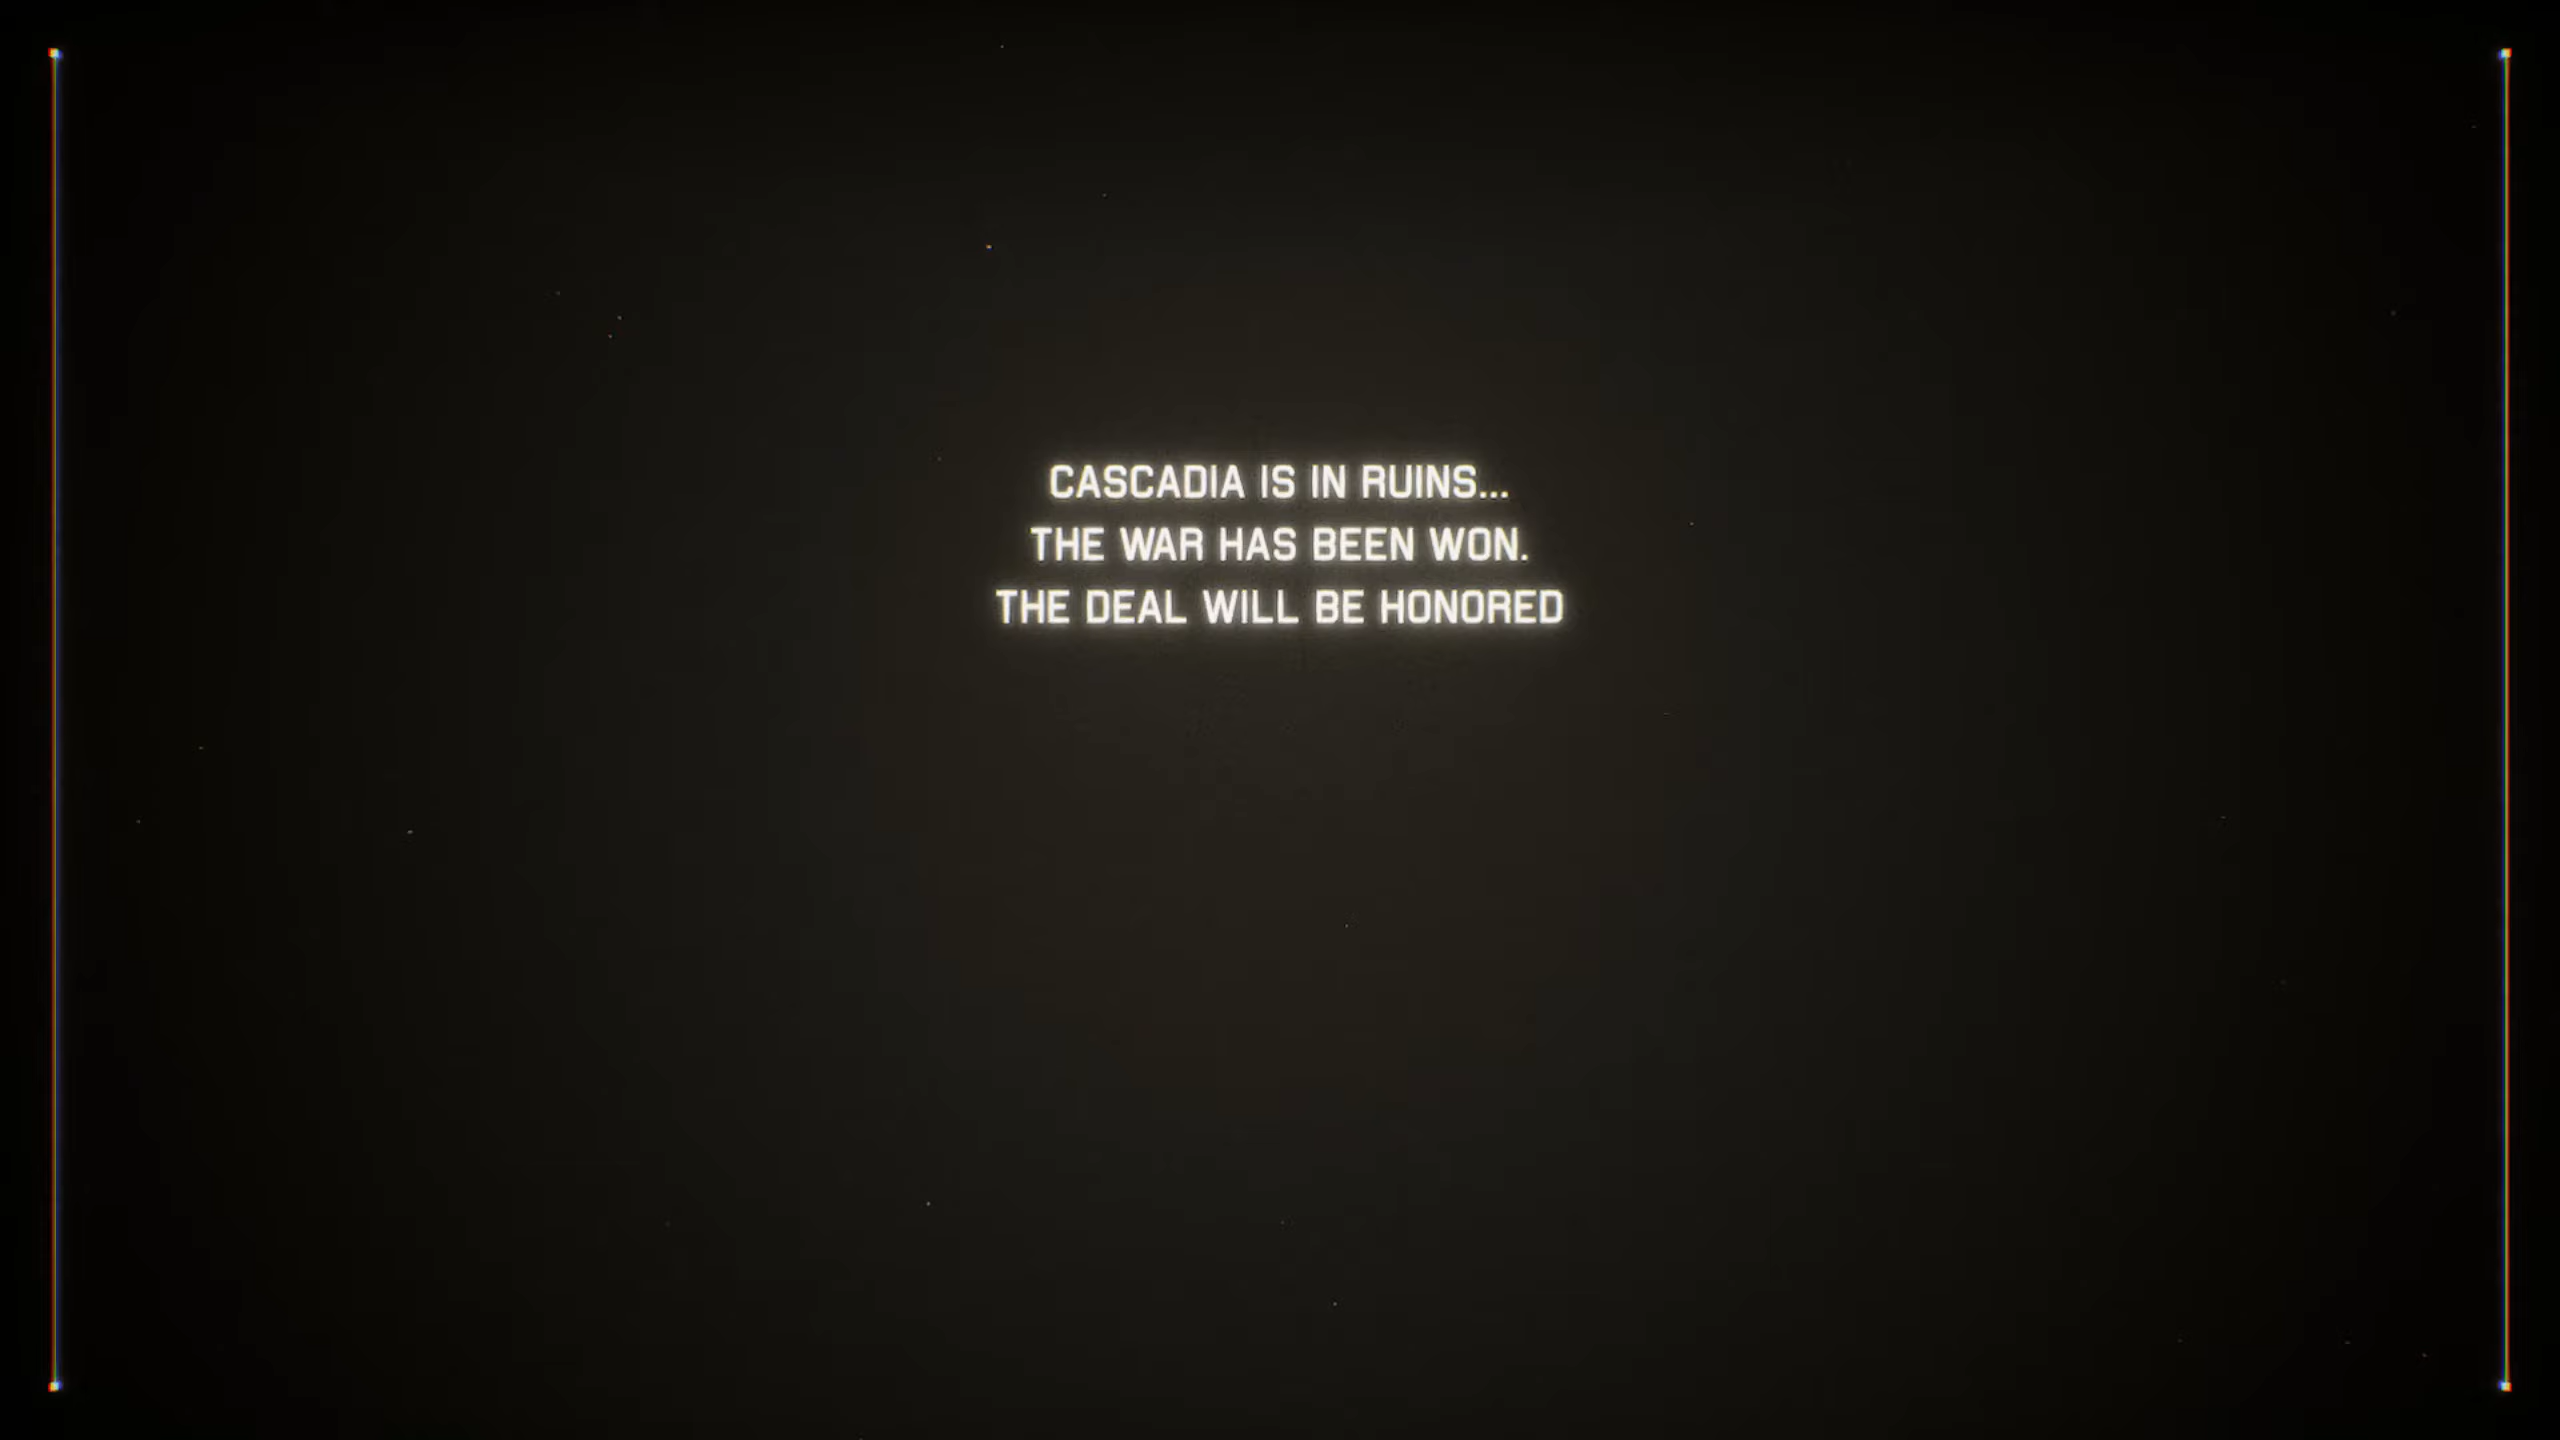 CASCADIA IS IN RUINS...
THE WAR HAS BEEN WON.
THE DEAL WILL BE HONORED